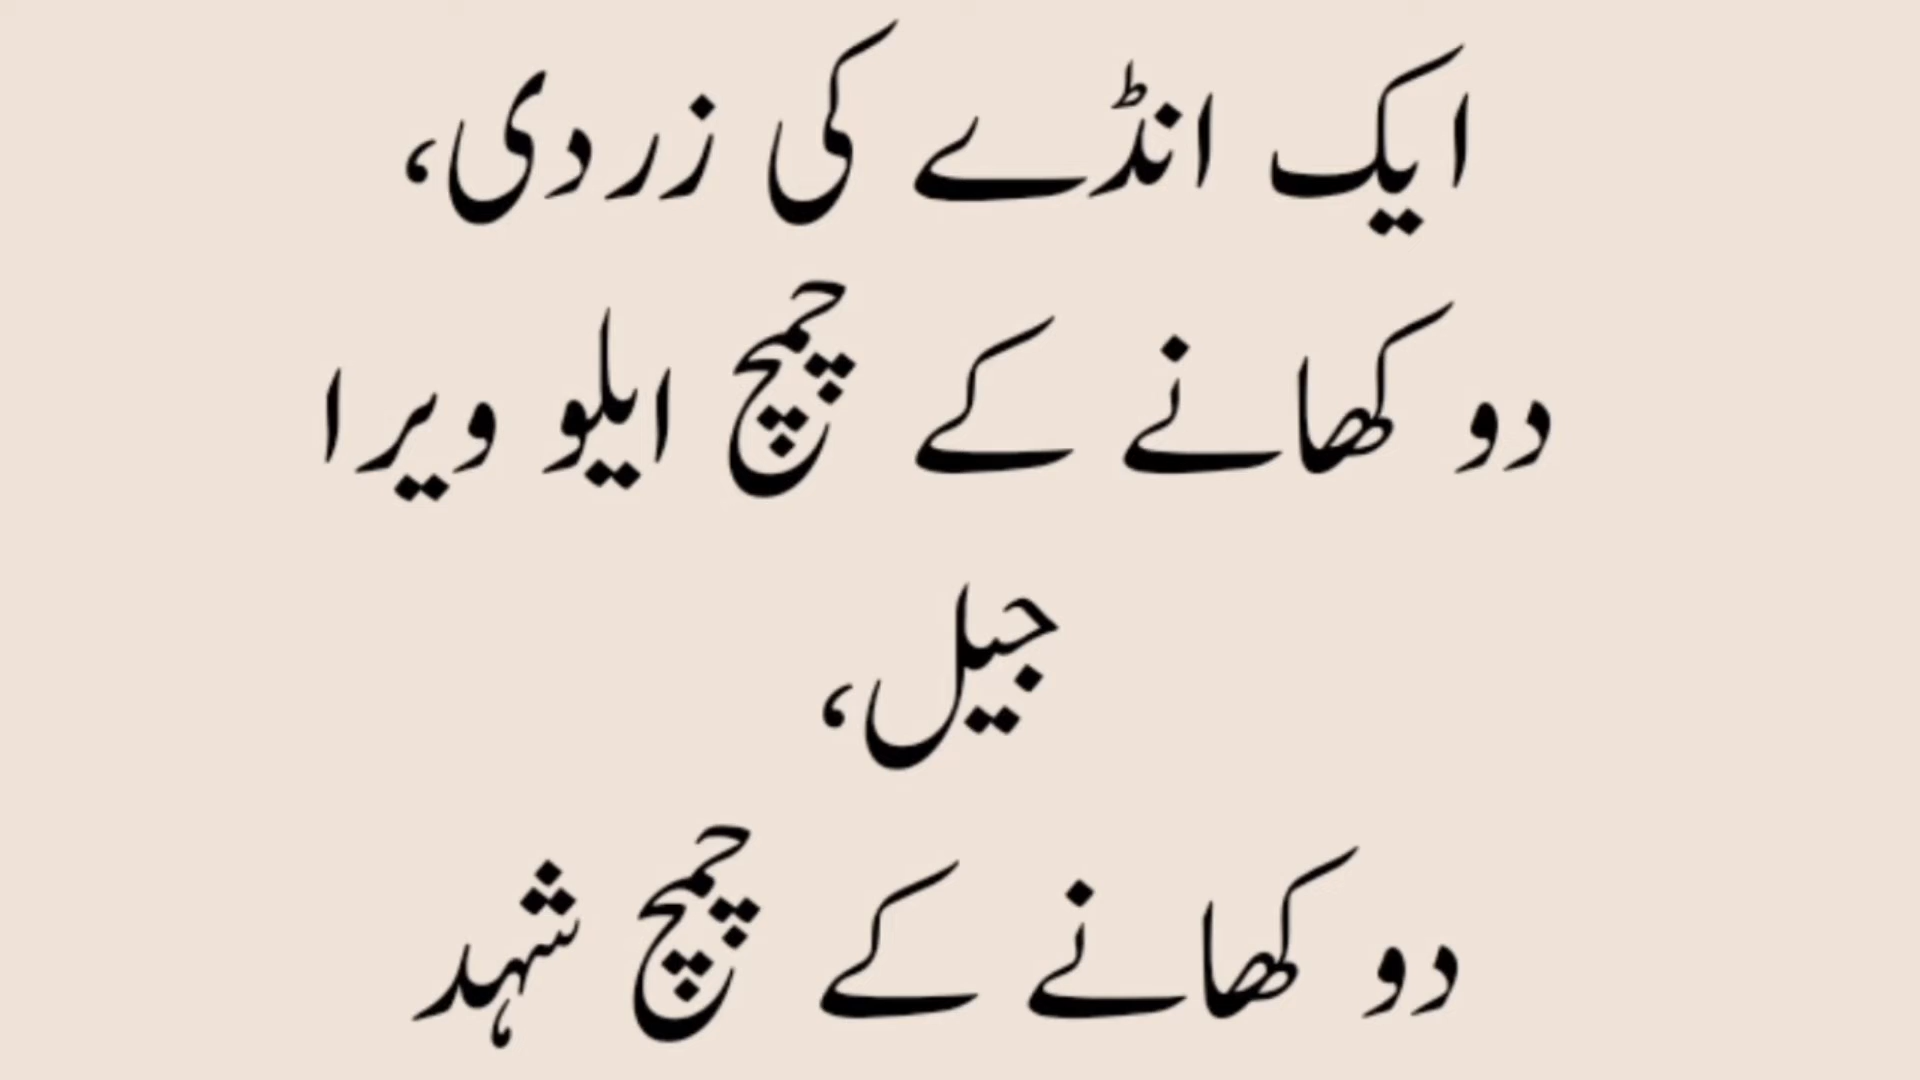 ایک انڈے کی زردی،
دو کھانے کے چمچ ایلو ویرا
جیل،
دو کھانے کے چمچ شہد